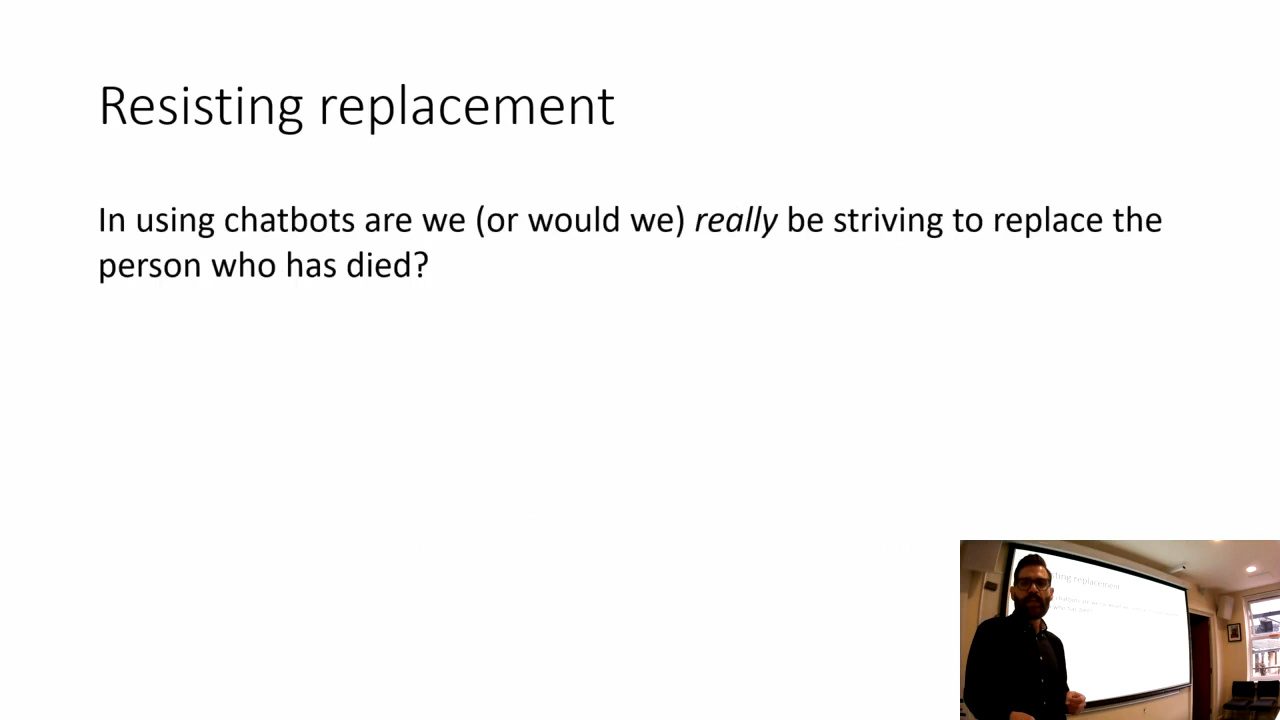 Resisting replacement
In using chatbots are we (or would we) really be striving to replace the
person who has died?